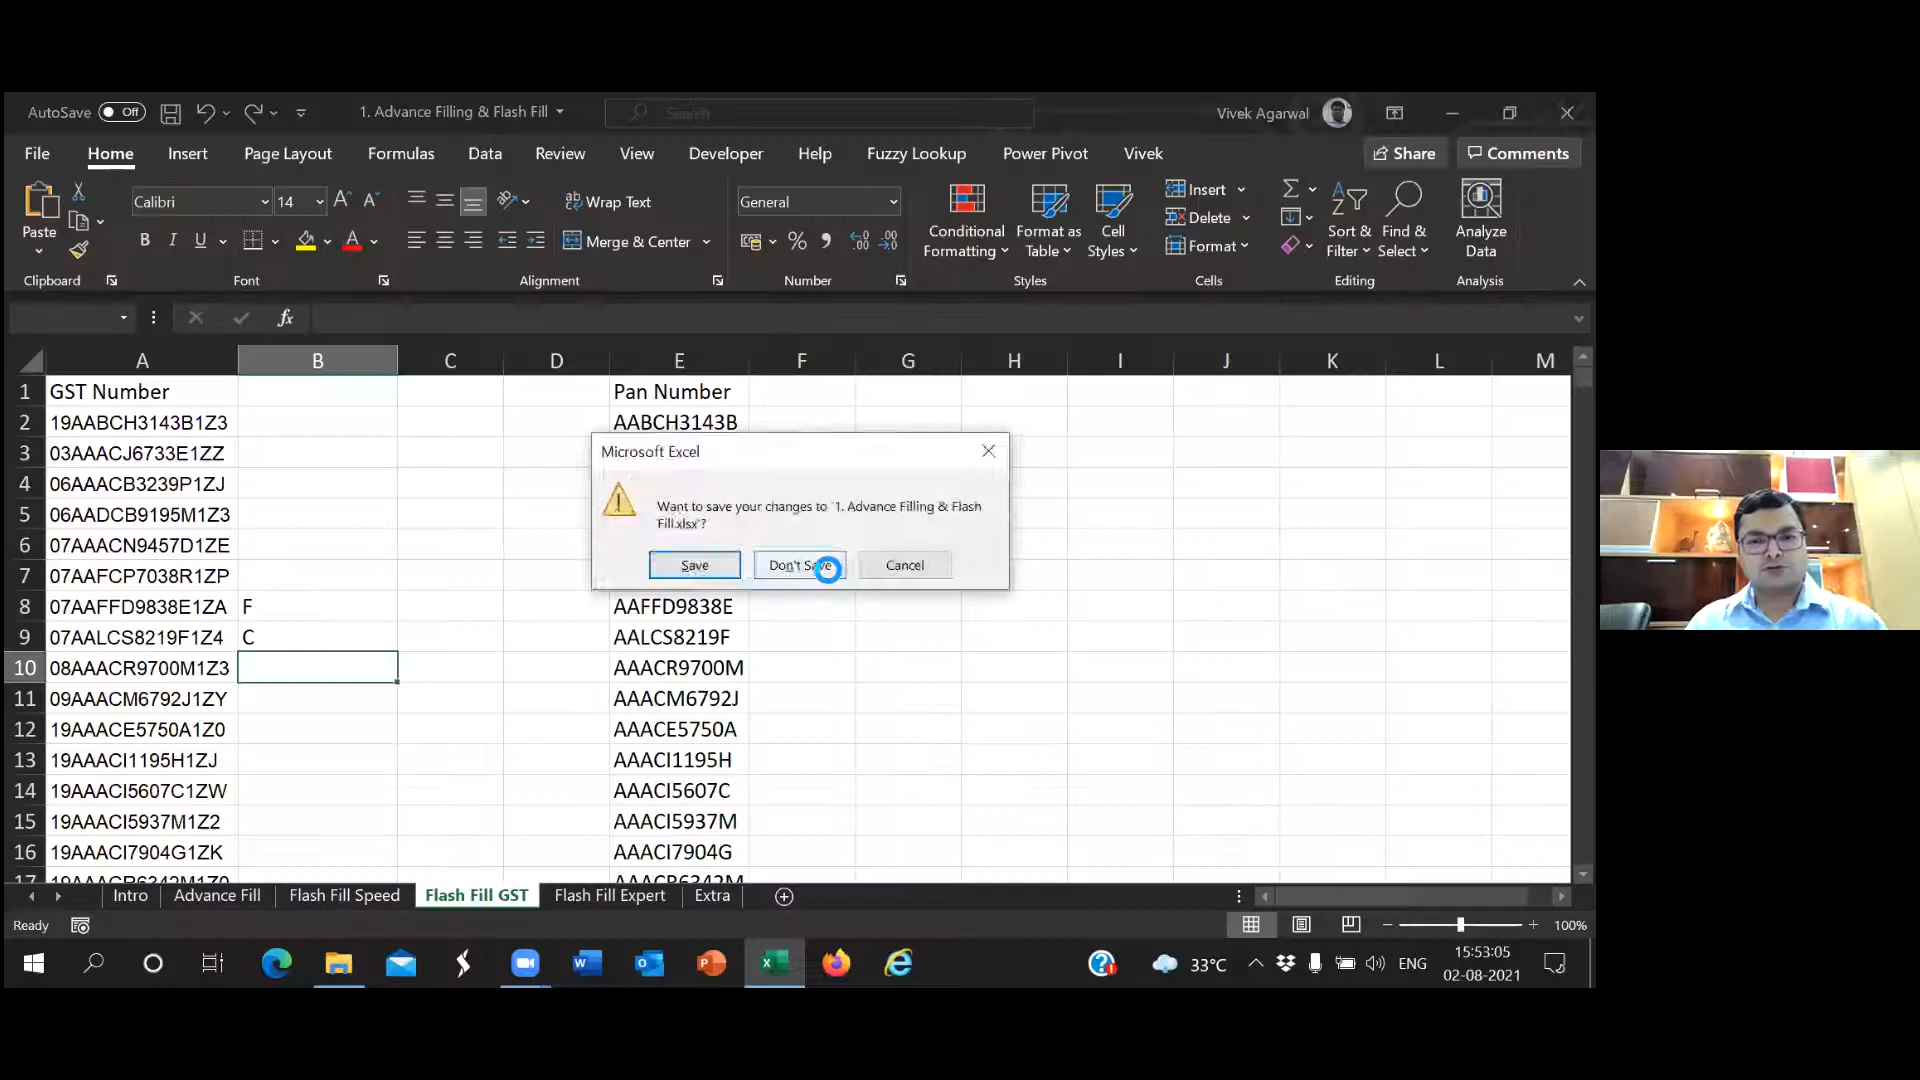 AutoSave Off 1. Advance Filling & Flash Fill Search Vivek Agarwal
File Home Insert Page Layout Formulas Data Review View Developer Help Fuzzy Lookup Power Pivot Vivek Share Comments
Paste
Calibri 14
B I U
Wrap Text
Merge & Center
General
Conditional Formatting
Format as Table
Cell Styles
Insert
Delete
Format
Sort & Filter
Find & Select
Analyze Data
Clipboard Font Alignment Number Styles Cells Editing Analysis
fx
A B C D E F G H I J K L M
1 GST Number Pan Number
2 19AABCH3143B1Z3 AABCH3143B
3 03AAACJ6733E1ZZ
4 06AAACB3239P1ZJ
5 06AADCB9195M1Z3
6 07AAACN9457D1ZE
7 07AAFCP7038R1ZP
8 07AAFFD9838E1ZA F AAFFD9838E
9 07AALCS8219F1Z4 C AALCS8219F
10 08AAACR9700M1Z3 AAACR9700M
11 09AAACM6792J1ZY AAACM6792J
12 19AAACE5750A1Z0 AAACE5750A
13 19AAACI1195H1ZJ AAACI1195H
14 19AAACI5607C1ZW AAACI5607C
15 19AAACI5937M1Z2 AAACI5937M
16 19AAACI7904G1ZK AAACI7904G
Microsoft Excel
Want to save your changes to '1. Advance Filling & Flash
Fill.xlsx'?
Save Don't Save Cancel
Intro Advance Fill Flash Fill Speed Flash Fill GST Flash Fill Expert Extra
Ready 100%
33°C ENG 15:53:05
02-08-2021